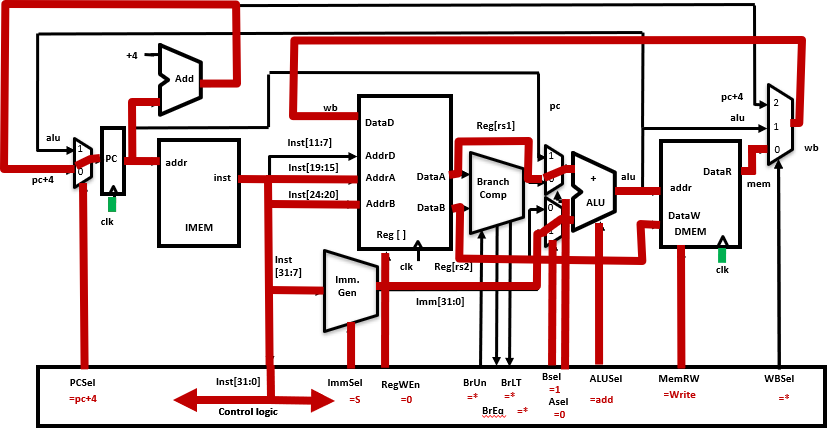 +4
Add
alu
1
0
pc+4
PC
clk
addr
inst
IMEM
wb
DataD
Inst[11:7]
AddrD
Inst[19:15]
AddrA
DataA
Inst[24:20]
AddrB
DataB
Reg [ ]
clk
Inst
[31:7]
Imm.
Gen
Reg[rs1]
Branch
Comp
Reg[rs2]
Imm[31:0]
pc
1
0
0
1
+
ALU
alu
addr
DataR
DataW
DMEM
clk
mem
pc+4
2
alu
1
0
wb
PCSel
=pc+4
Inst[31:0]
Control logic
ImmSel
=S
RegWEn
=0
BrUn
=*
BrEq
=*
BrLT
=*
Bsel
=1
Asel
=0
ALUSel
=add
MemRW
=Write
WBSel
=*